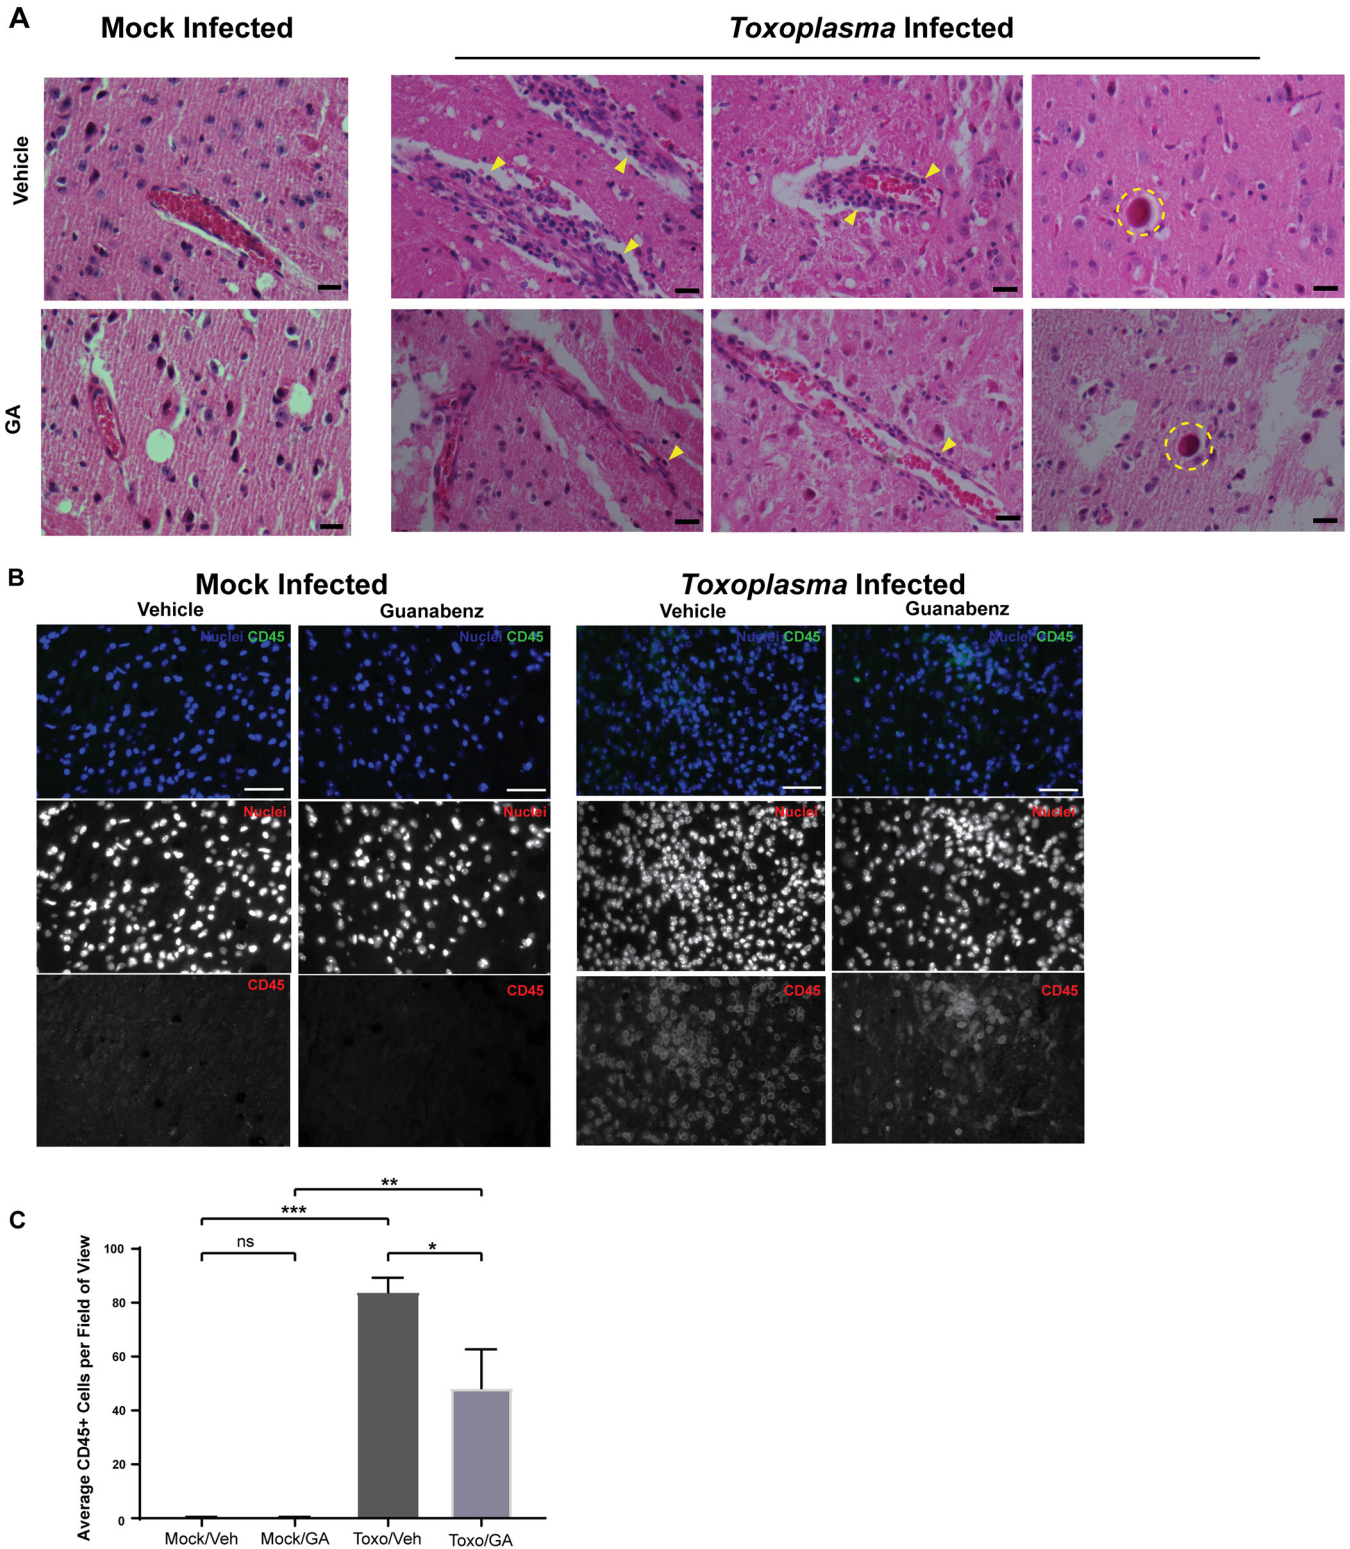 A
Mock Infected
Toxoplasma Infected
Vehicle
GA
B
Mock Infected
Toxoplasma Infected
Vehicle
Guanabenz
Vehicle
Guanabenz
Nuclei CD45
Nuclei CD45
Nuclei CD45
Nuclei CD45
Nuclei
Nuclei
Nuclei
Nuclei
CD45
CD45
CD45
CD45
C
**
***
ns
*
Average CD45+ Cells per Field of View
100
80
60
40
20
0
Mock/Veh
Mock/GA
Toxo/Veh
Toxo/GA